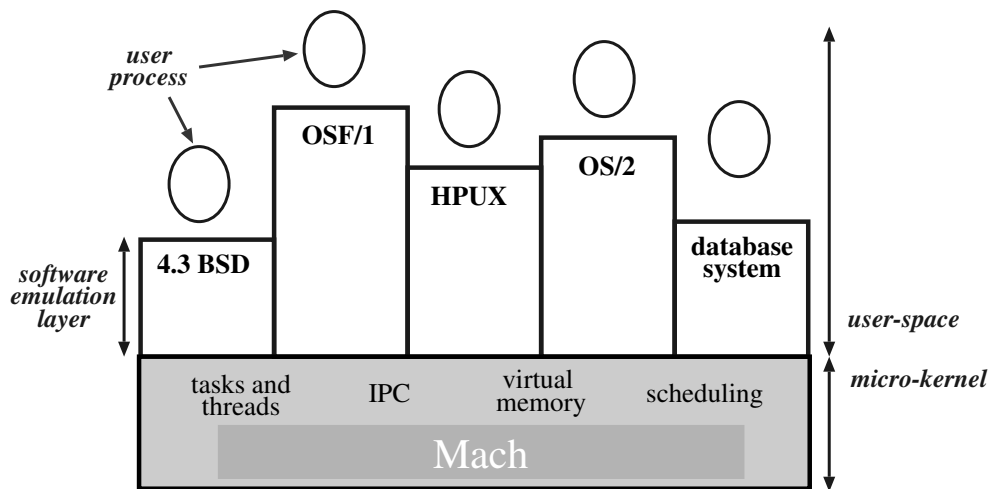 user
process
OSF/1
OS/2
HPUX
4.3 BSD
database
system
software
emulation
layer
user-space
micro-kernel
tasks and
threads
IPC
virtual
memory
scheduling
Mach